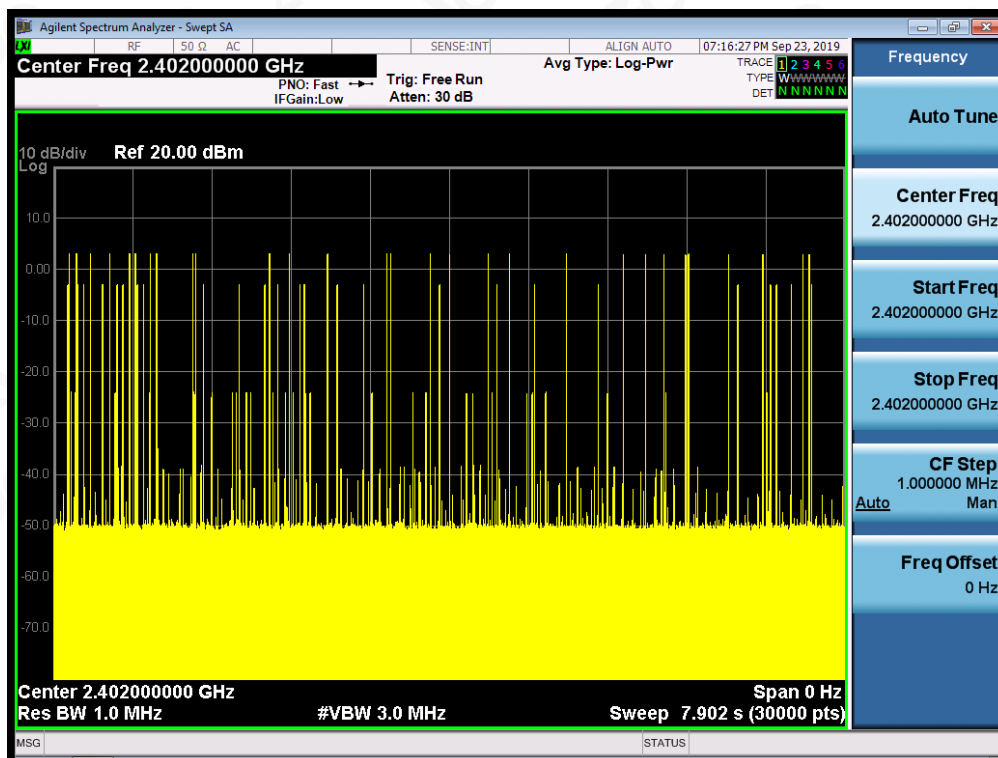 Agilent Spectrum Analyzer - Swept SA
LXI RF 50 Ω AC SENSE:INT ALIGN AUTO 07:16:27 PM Sep 23, 2019
Center Freq 2.402000000 GHz
PNO: Fast
IFGain:Low
Trig: Free Run
Atten: 30 dB
Avg Type: Log-Pwr
TRACE 1 2 3 4 5 6
TYPE WWWWWW
DET N N N N N N
10 dB/div Ref 20.00 dBm
Log
10.0
0.00
-10.0
-20.0
-30.0
-40.0
-50.0
-60.0
-70.0
Center 2.402000000 GHz Span 0 Hz
Res BW 1.0 MHz #VBW 3.0 MHz Sweep 7.902 s (30000 pts)
MSG STATUS
Frequency
Auto Tune
Center Freq
2.402000000 GHz
Start Freq
2.402000000 GHz
Stop Freq
2.402000000 GHz
CF Step
1.000000 MHz
Auto Man
Freq Offset
0 Hz